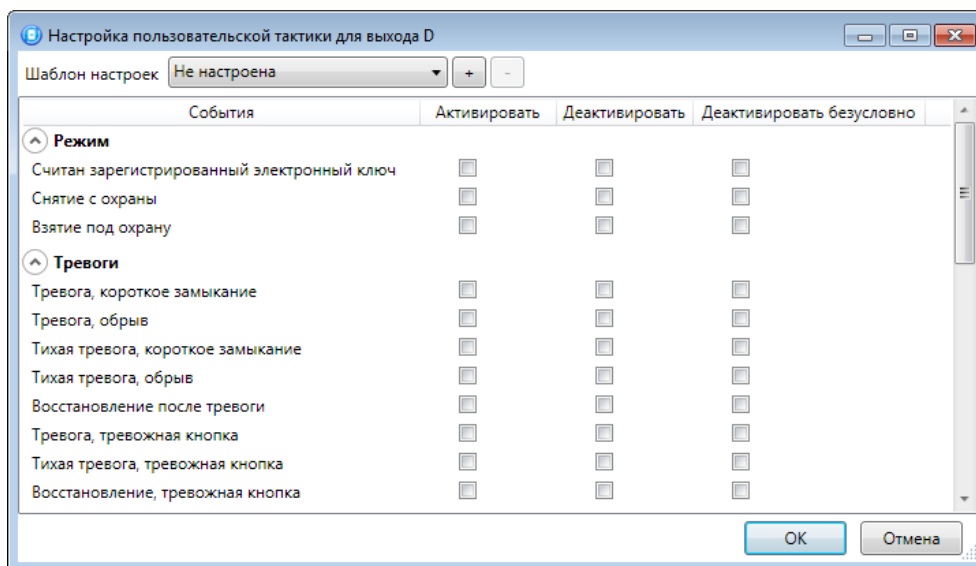 Настройка пользовательской тактики для выхода D
Шаблон настроек Не настроена + -
События Активировать Деактивировать Деактивировать безусловно
Режим
Считан зарегистрированный электронный ключ
Снятие с охраны
Взятие под охрану
Тревоги
Тревога, короткое замыкание
Тревога, обрыв
Тихая тревога, короткое замыкание
Тихая тревога, обрыв
Восстановление после тревоги
Тревога, тревожная кнопка
Тихая тревога, тревожная кнопка
Восстановление, тревожная кнопка
OK Отмена